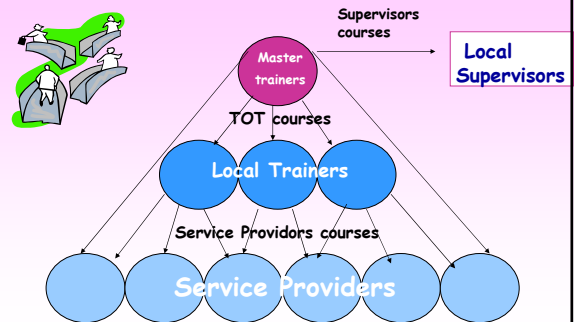 Supervisors
courses
Master
trainers
Local
Supervisors
TOT courses
Local Trainers
Service Providors courses
Service Providers